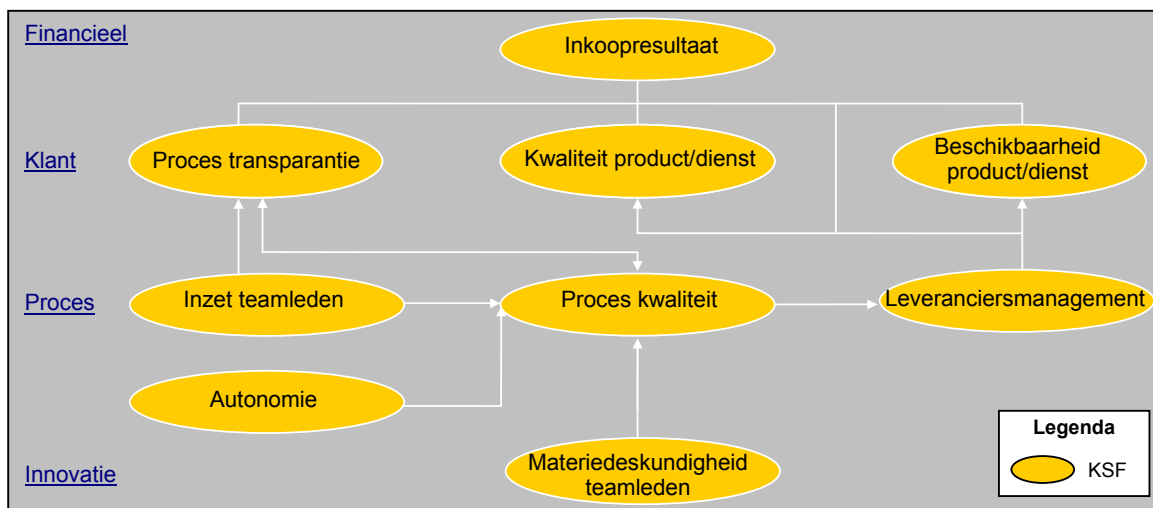 Financieel
Inkoopresultaat
Klant
Proces transparantie
Kwaliteit product/dienst
Beschikbaarheid
product/dienst
Proces
Inzet teamleden
Proces kwaliteit
Leveranciersmanagement
Autonomie
Innovatie
Materiedeskundigheid
teamleden
Legenda
KSF